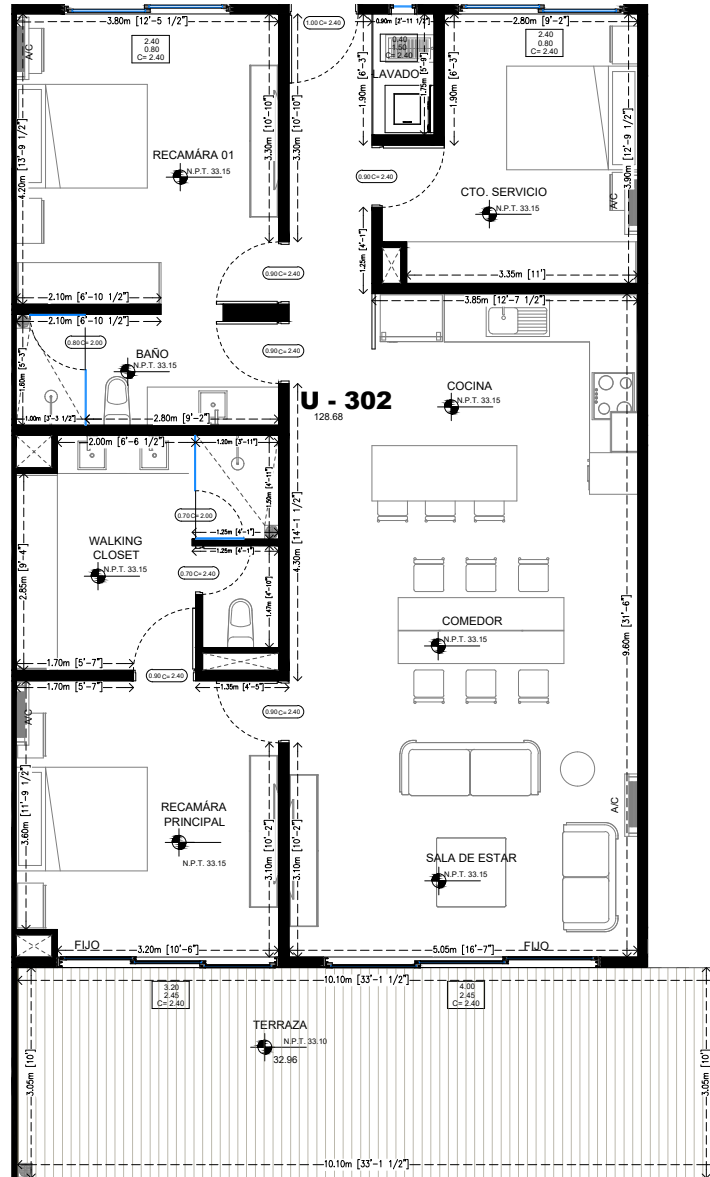 3.80m [12'-5 1/2"]
1.00 C= 2.40
0.90m [2'-11 1/2"]
2.80m [9'-2"]
A/C
2.40
0.80
C= 2.40
0.40
1.50
C= 2.40
2.40
0.80
C= 2.40
LAVADO
1.90m [6'-3"]
1.75m [5'-9"]
1.90m [6'-3"]
3.30m [10'-10"]
3.30m [10'-10"]
4.20m [13'-9 1/2"]
3.90m [12'-9 1/2"]
RECAMÁRA 01
N.P.T. 33.15
0.90 C= 2.40
CTO. SERVICIO
N.P.T. 33.15
A/C
1.25m [4'-1"]
0.90 C= 2.40
3.35m [11']
2.10m [6'-10 1/2"]
3.85m [12'-7 1/2"]
2.10m [6'-10 1/2"]
0.80 C= 2.00
0.90 C= 2.40
BAÑO
N.P.T. 33.15
1.60m [5'-3"]
COCINA
N.P.T. 33.15
U - 302
128.68
1.00m [3'-3 1/2"]
2.80m [9'-2"]
2.00m [6'-6 1/2"]
1.20m [3'-11"]
1.50m [4'-11"]
0.70 C= 2.00
4.30m [14'-1 1/2"]
1.25m [4'-1"]
1.25m [4'-1"]
WALKING
CLOSET
N.P.T. 33.15
0.70 C= 2.40
2.85m [9'-4"]
1.47m [4'-10"]
COMEDOR
N.P.T. 33.15
9.60m [31'-6"]
1.70m [5'-7"]
0.90 C= 2.40
1.70m [5'-7"]
1.35m [4'-5"]
A/C
0.90 C= 2.40
3.60m [11'-9 1/2"]
RECAMÁRA
PRINCIPAL
N.P.T. 33.15
3.10m [10'-2"]
3.10m [10'-2"]
A/C
SALA DE ESTAR
N.P.T. 33.15
FIJO
3.20m [10'-6"]
5.05m [16'-7"]
FIJO
10.10m [33'-1 1/2"]
3.20
2.45
C= 2.40
4.00
2.45
C= 2.40
TERRAZA
N.P.T. 33.10
32.96
3.05m [10']
3.05m [10']
10.10m [33'-1 1/2"]